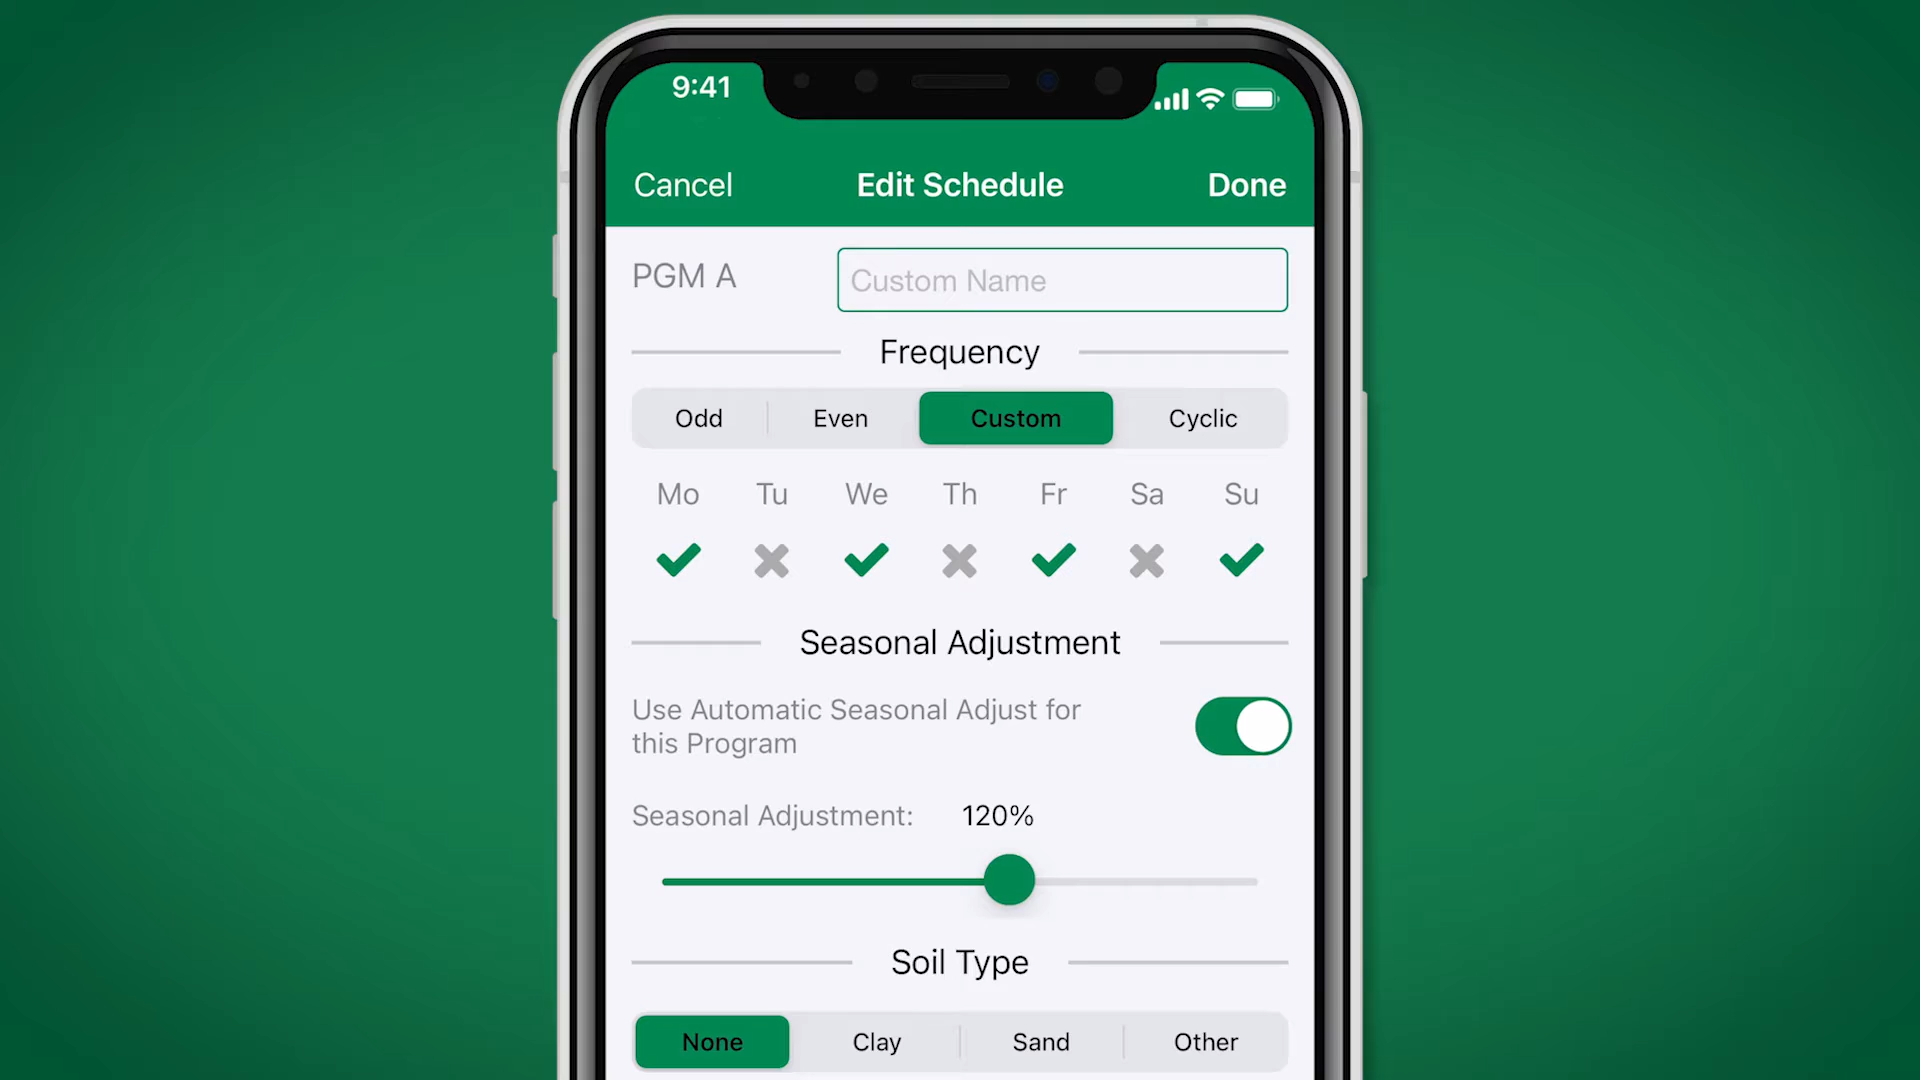 9:41
Cancel Edit Schedule Done
PGM A Custom Name
Frequency
Odd Even Custom Cyclic
Mo Tu We Th Fr Sa Su
Seasonal Adjustment
Use Automatic Seasonal Adjust for
this Program
Seasonal Adjustment: 120%
Soil Type
None Clay Sand Other